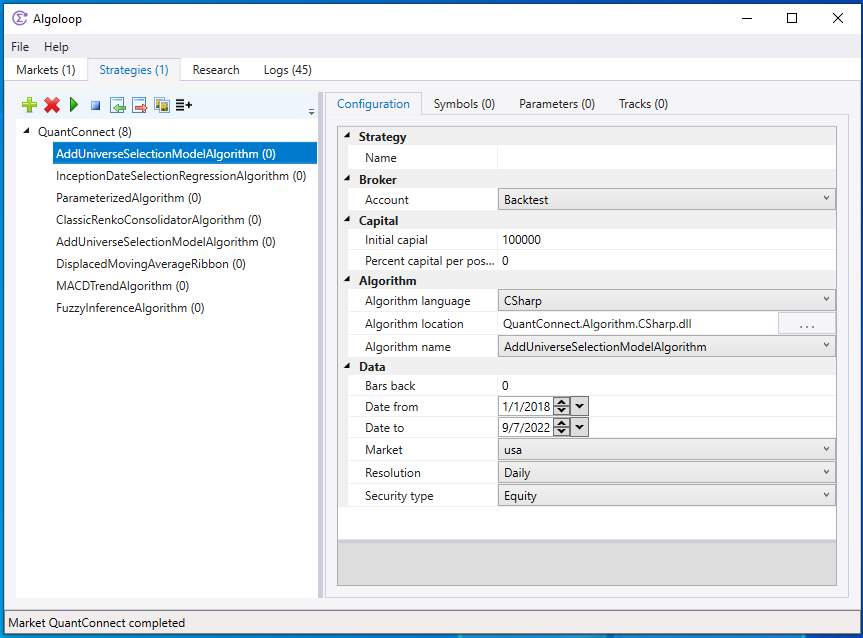 Algoloop
File Help
Markets (1) Strategies (1) Research Logs (45)
Configuration Symbols (0) Parameters (0) Tracks (0)
QuantConnect (8)
AddUniverseSelectionModelAlgorithm (0)
InceptionDateSelectionRegressionAlgorithm (0)
ParameterizedAlgorithm (0)
ClassicRenkoConsolidatorAlgorithm (0)
AddUniverseSelectionModelAlgorithm (0)
DisplacedMovingAverageRibbon (0)
MACDTrendAlgorithm (0)
FuzzyInferenceAlgorithm (0)
Strategy
Name
Broker
Account Backtest
Capital
Initial capial 100000
Percent capital per pos... 0
Algorithm
Algorithm language CSharp
Algorithm location QuantConnect.Algorithm.CSharp.dll ...
Algorithm name AddUniverseSelectionModelAlgorithm
Data
Bars back 0
Date from 1/1/2018
Date to 9/7/2022
Market usa
Resolution Daily
Security type Equity
Market QuantConnect completed